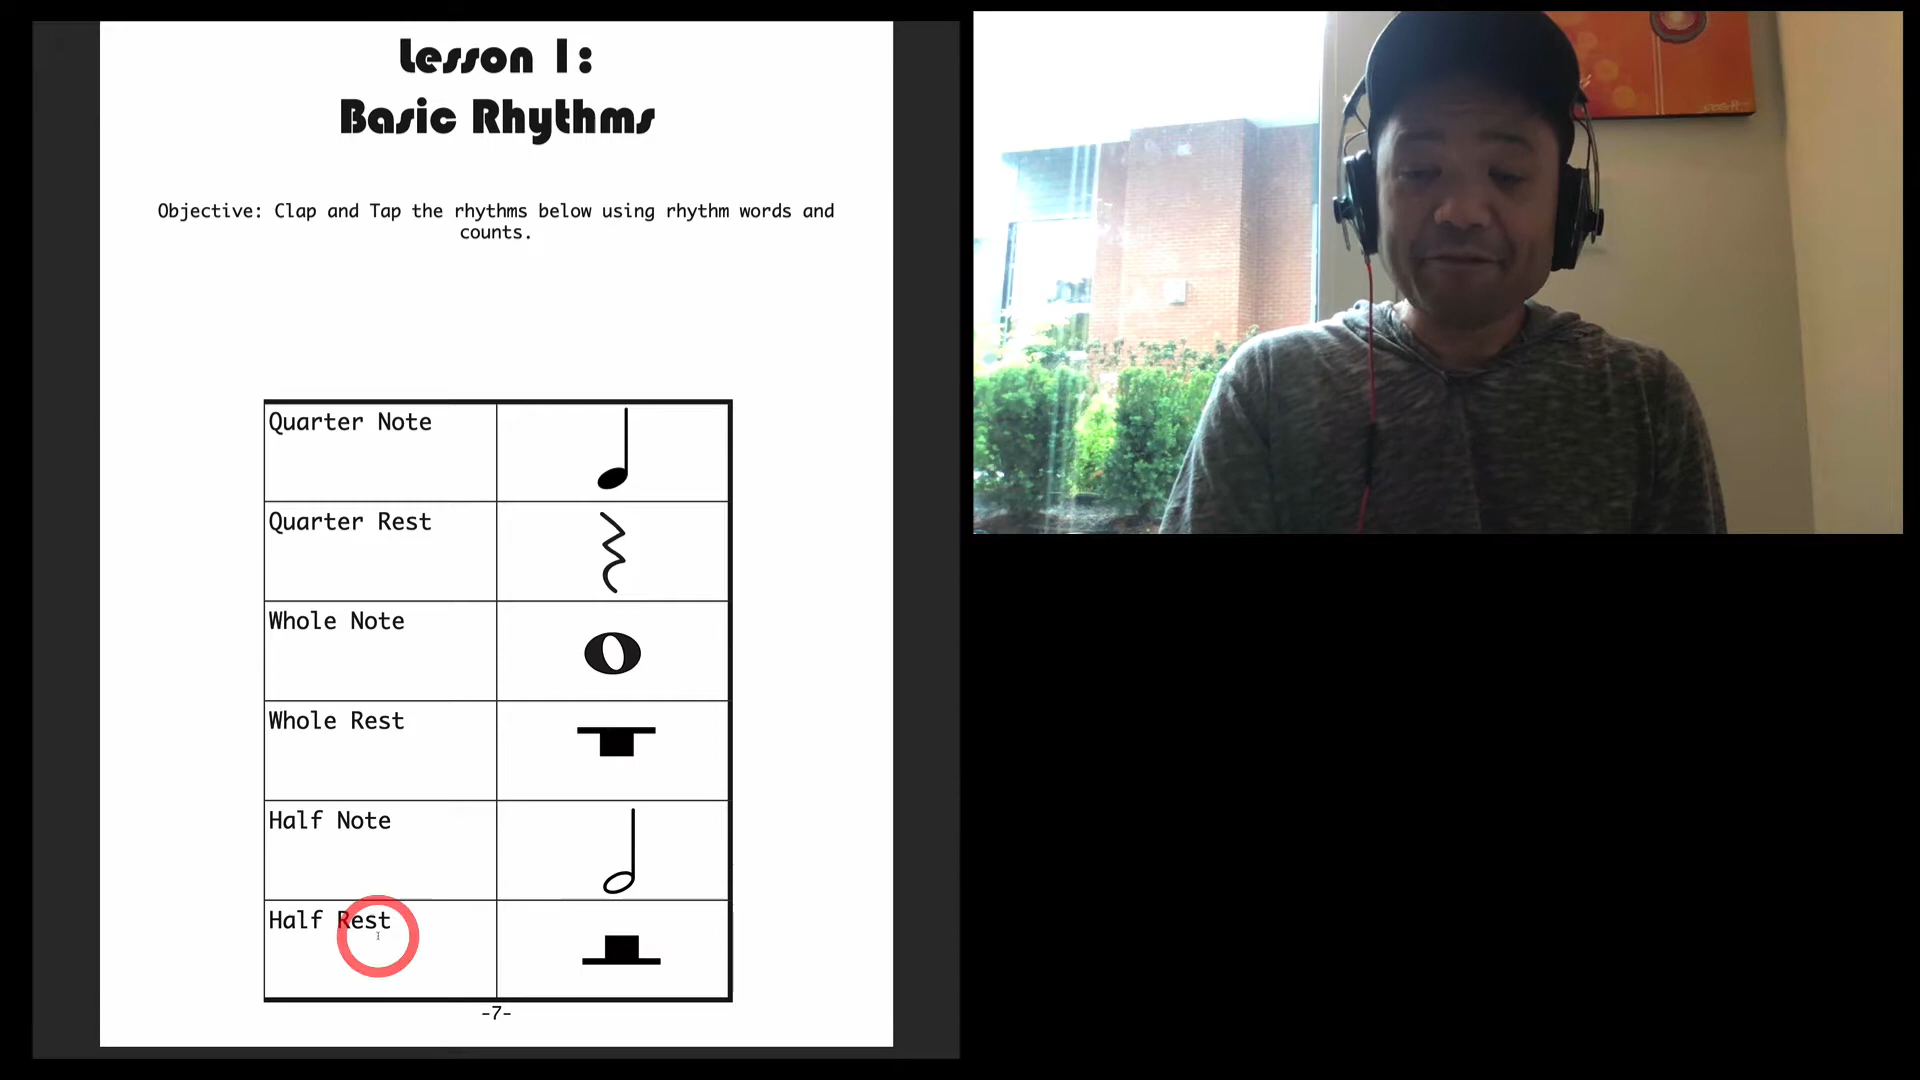 Lesson 1:
Basic Rhythms
Objective: Clap and Tap the rhythms below using rhythm words and
counts.
Quarter Note
Quarter Rest
Whole Note
Whole Rest
Half Note
Half Rest
-7-